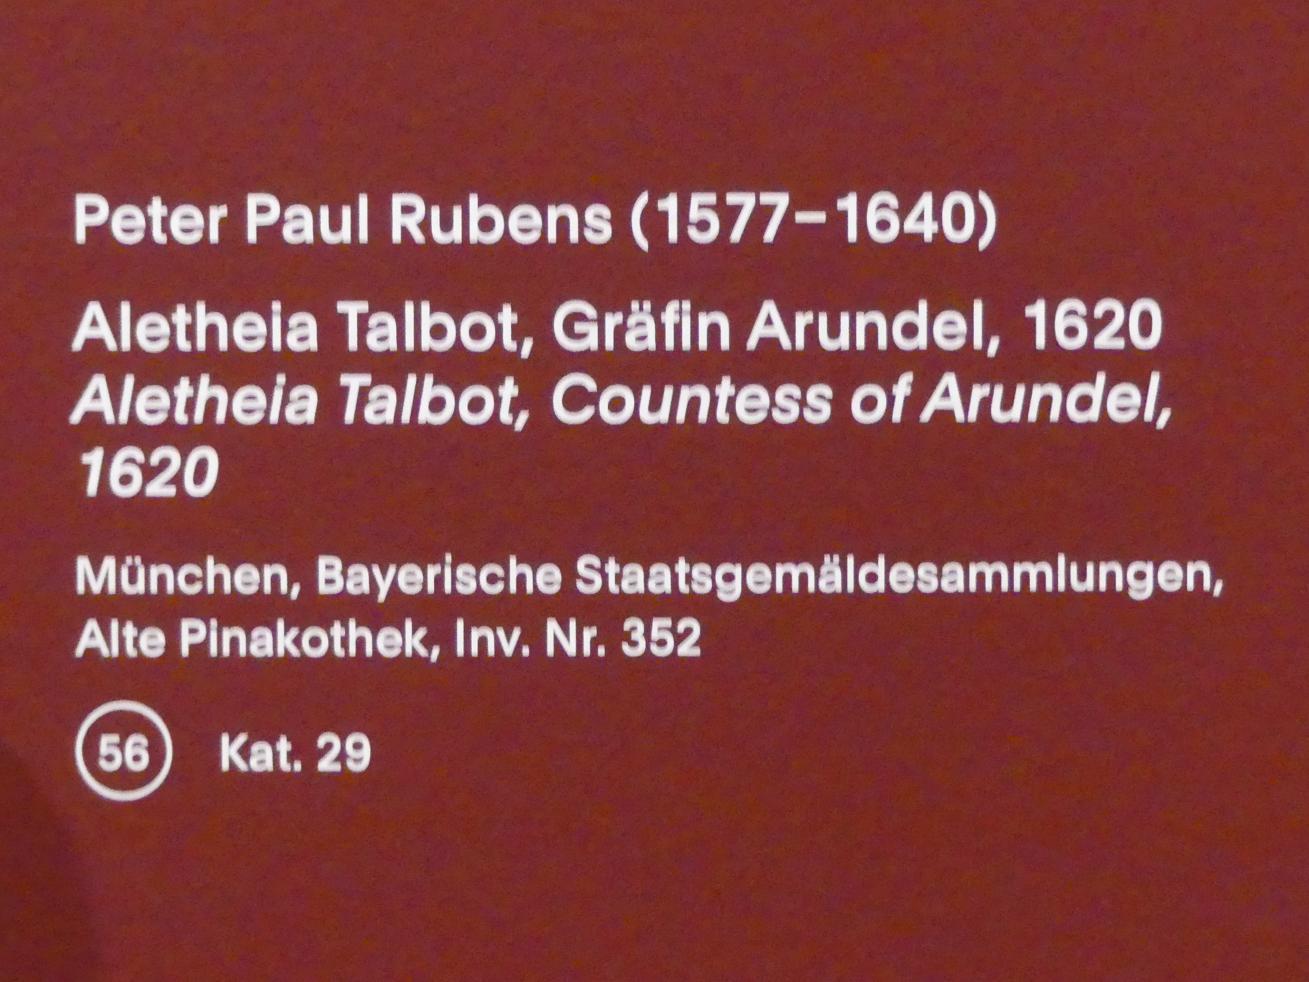 Peter Paul Rubens (1577–1640)
Aletheia Talbot, Gräfin Arundel, 1620
Aletheia Talbot, Countess of Arundel,
1620
München, Bayerische Staatsgemäldesammlungen,
Alte Pinakothek, Inv. Nr. 352
56 Kat. 29